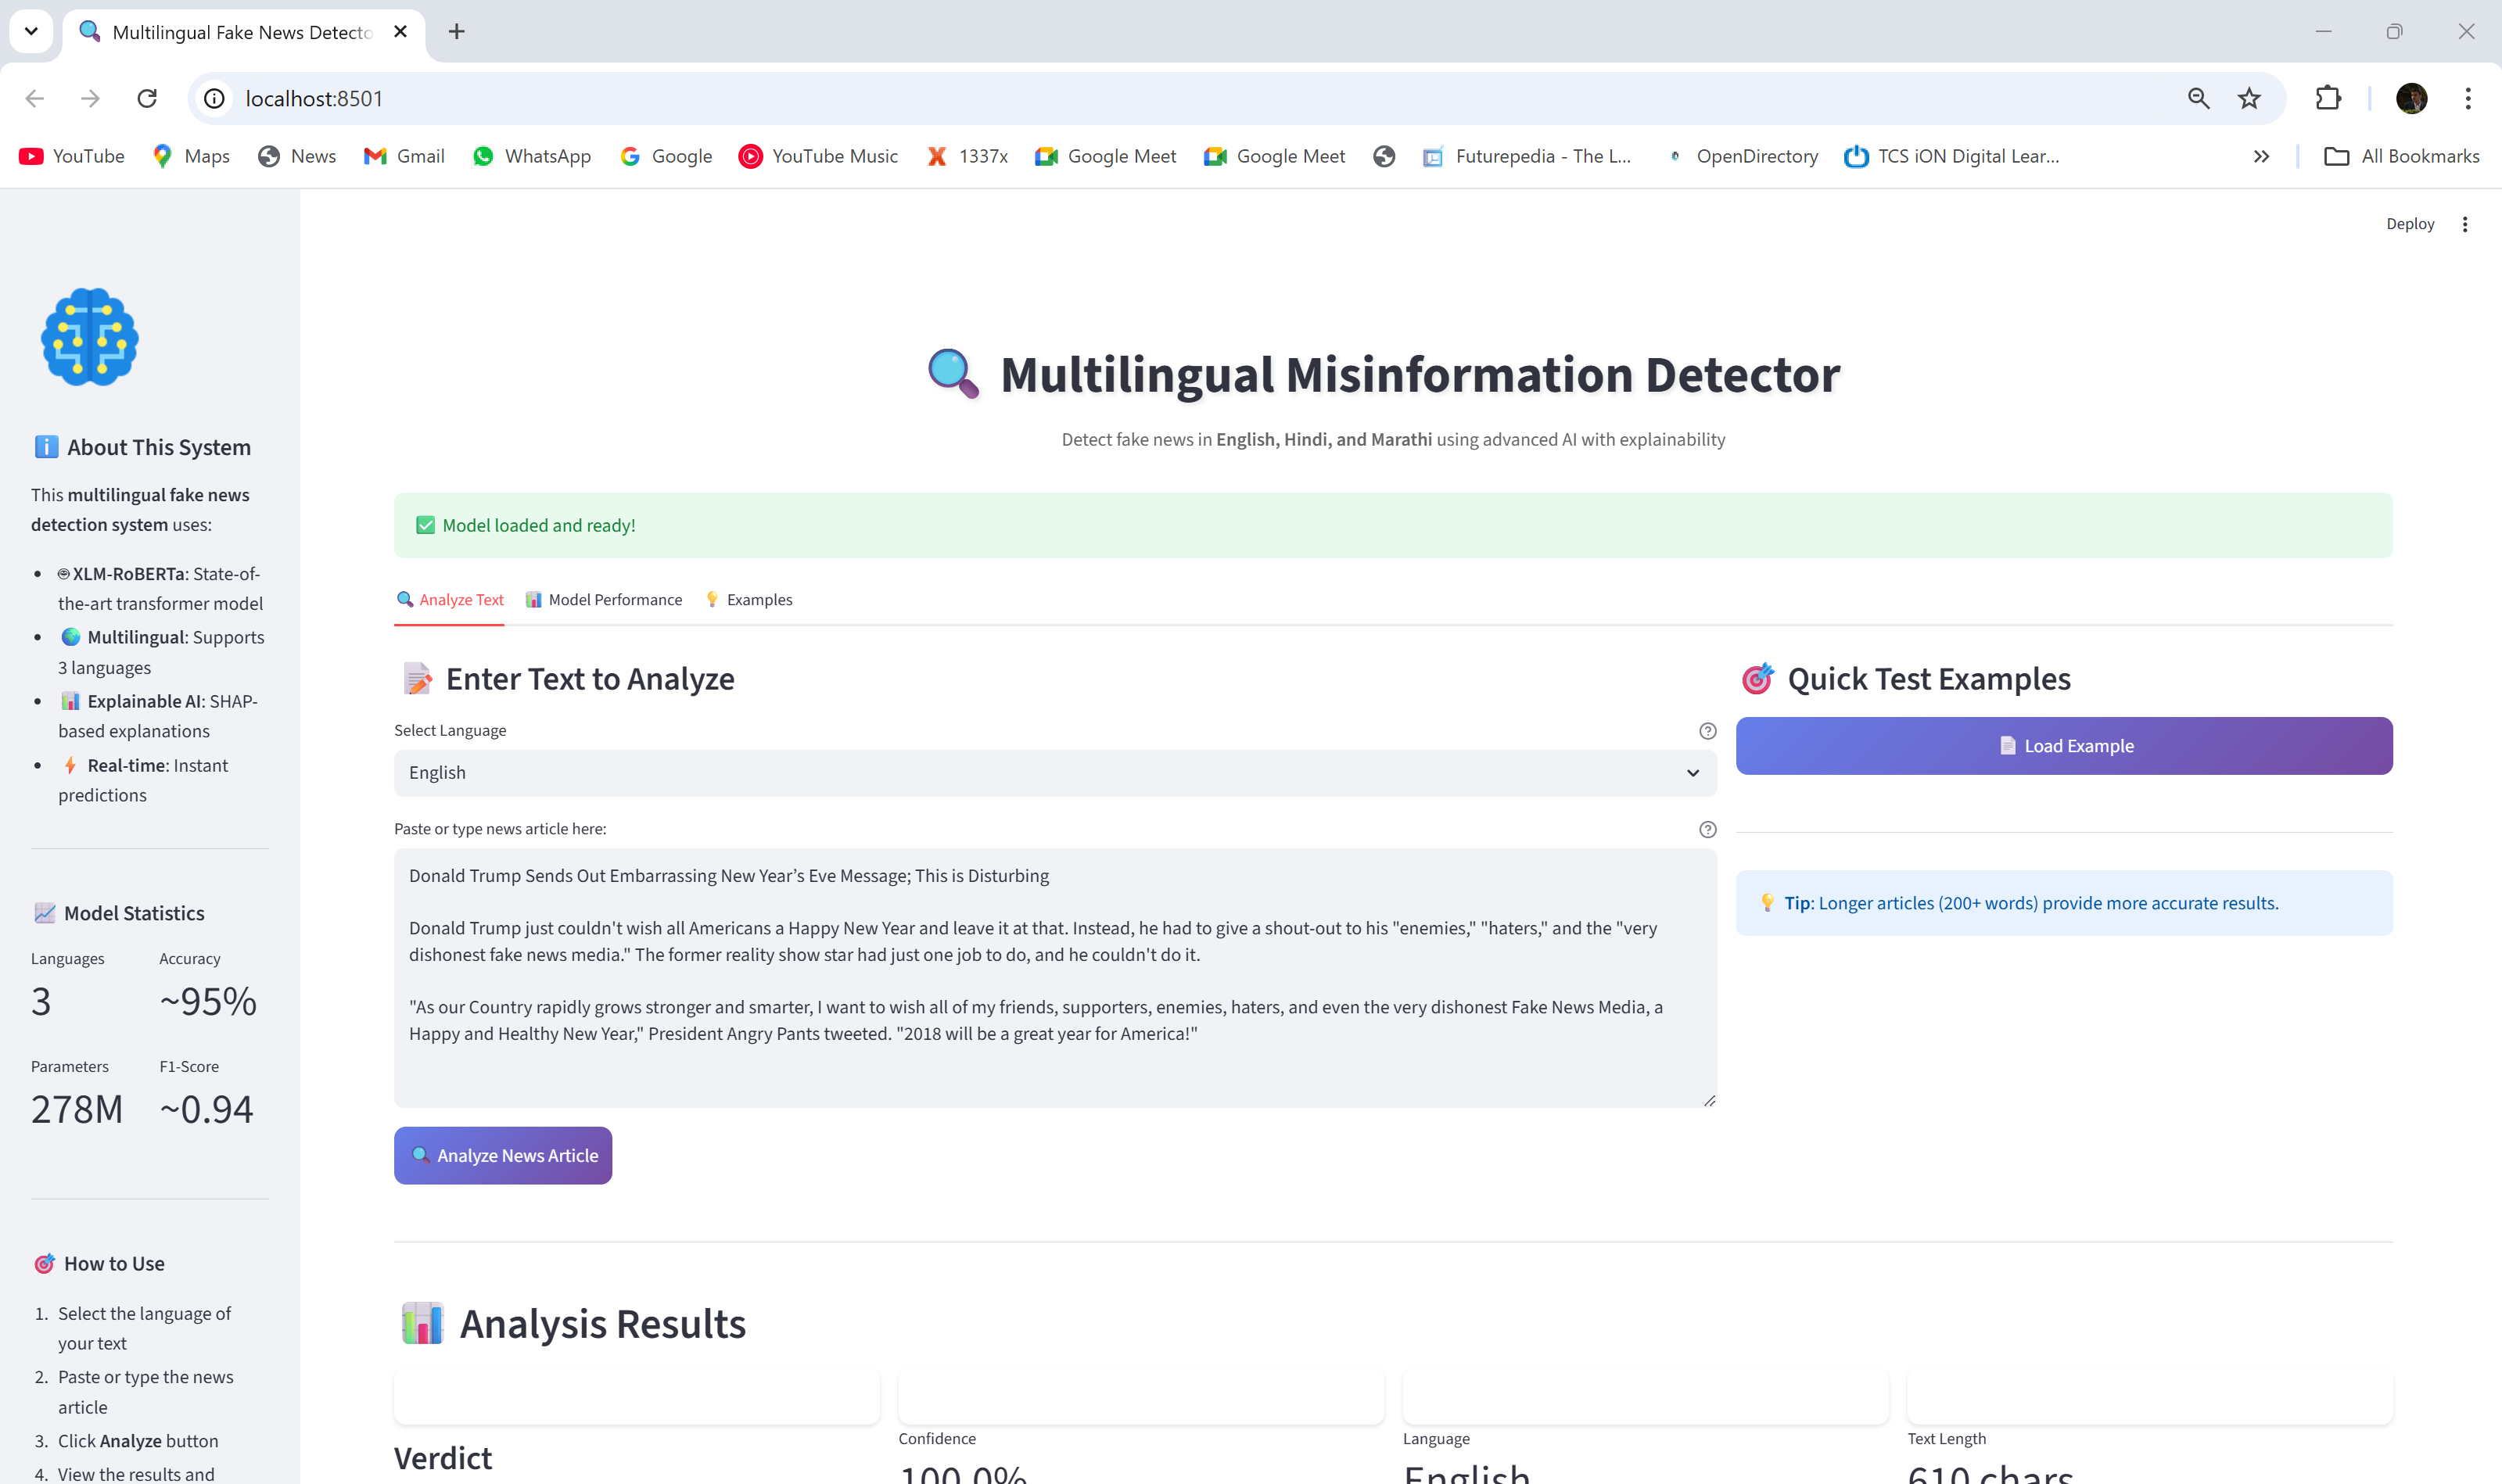 Multilingual Fake News Detecto
localhost:8501
YouTube Maps News Gmail WhatsApp Google YouTube Music 1337x Google Meet Google Meet Futurepedia - The L... OpenDirectory TCS iON Digital Lear... All Bookmarks
Deploy
About This System
This multilingual fake news
detection system uses:
XLM-RoBERTa: State-of-
the-art transformer model
Multilingual: Supports
3 languages
Explainable AI: SHAP-
based explanations
Real-time: Instant
predictions
Model Statistics
Languages Accuracy
3 ~95%
Parameters F1-Score
278M ~0.94
How to Use
1. Select the language of
your text
2. Paste or type the news
article
3. Click Analyze button
4. View the results and
Multilingual Misinformation Detector
Detect fake news in English, Hindi, and Marathi using advanced AI with explainability
Model loaded and ready!
Analyze Text Model Performance Examples
Enter Text to Analyze
Select Language
English
Paste or type news article here:
Donald Trump Sends Out Embarrassing New Year’s Eve Message; This is Disturbing
Donald Trump just couldn't wish all Americans a Happy New Year and leave it at that. Instead, he had to give a shout-out to his "enemies," "haters," and the "very
dishonest fake news media." The former reality show star had just one job to do, and he couldn't do it.
"As our Country rapidly grows stronger and smarter, I want to wish all of my friends, supporters, enemies, haters, and even the very dishonest Fake News Media, a
Happy and Healthy New Year," President Angry Pants tweeted. "2018 will be a great year for America!"
Analyze News Article
Quick Test Examples
Load Example
Tip: Longer articles (200+ words) provide more accurate results.
Analysis Results
Verdict
Confidence
100.0%
Language
English
Text Length
610 chars